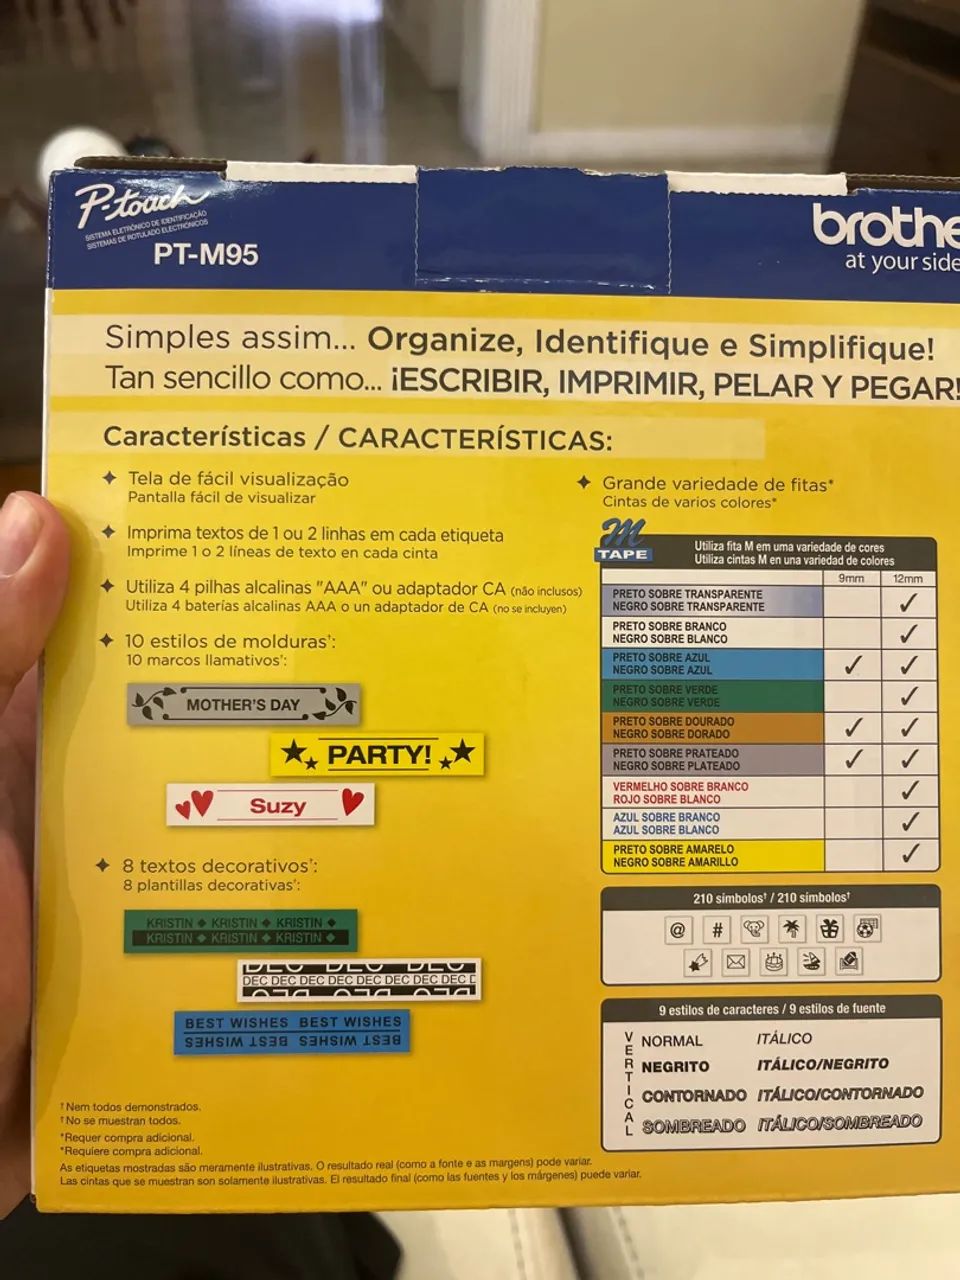 P-touch
SISTEMA ELETRÔNICO DE IDENTIFICAÇÃO
SISTEMAS DE ROTULADO ELECTRÓNICOS
PT-M95
brothe
at your side
Simples assim... Organize, Identifique e Simplifique!
Tan sencillo como... ¡ESCRIBIR, IMPRIMIR, PELAR Y PEGAR!
Características / CARACTERÍSTICAS:
Tela de fácil visualização
Pantalla fácil de visualizar
Imprima textos de 1 ou 2 linhas em cada etiqueta
Imprime 1 o 2 líneas de texto en cada cinta
Utiliza 4 pilhas alcalinas "AAA" ou adaptador CA (não inclusos)
Utiliza 4 baterías alcalinas AAA o un adaptador de CA (no se incluyen)
10 estilos de molduras†:
10 marcos llamativos†:
MOTHER'S DAY
PARTY!
Suzy
8 textos decorativos†:
8 plantillas decorativas†:
KRISTIN ◆ KRISTIN ◆ KRISTIN ◆
KRISTIN ◆ KRISTIN ◆ KRISTIN ◆
DEC DEC DEC
DEC DEC DEC DEC DEC DEC DEC D
DEC DEC DEC
BEST WISHES BEST WISHES
BEST WISHES BEST WISHES
†Nem todos demonstrados.
†No se muestran todos.
*Requer compra adicional.
*Requiere compra adicional.
As etiquetas mostradas são meramente ilustrativas. O resultado real (como a fonte e as margens) pode variar.
Las cintas que se muestran son solamente ilustrativas. El resultado final (como las fuentes y los márgenes) puede variar.
Grande variedade de fitas*
Cintas de varios colores*
M
TAPE
Utiliza fita M em uma variedade de cores
Utiliza cintas M en una variedad de colores
9mm 12mm
PRETO SOBRE TRANSPARENTE
NEGRO SOBRE TRANSPARENTE ✓
PRETO SOBRE BRANCO
NEGRO SOBRE BLANCO ✓
PRETO SOBRE AZUL
NEGRO SOBRE AZUL ✓ ✓
PRETO SOBRE VERDE
NEGRO SOBRE VERDE ✓
PRETO SOBRE DOURADO
NEGRO SOBRE DORADO ✓ ✓
PRETO SOBRE PRATEADO
NEGRO SOBRE PLATEADO ✓ ✓
VERMELHO SOBRE BRANCO
ROJO SOBRE BLANCO ✓
AZUL SOBRE BRANCO
AZUL SOBRE BLANCO ✓
PRETO SOBRE AMARELO
NEGRO SOBRE AMARILLO ✓
210 símbolos† / 210 símbolos†
@ #
9 estilos de caracteres / 9 estilos de fuente
VERTICAL
NORMAL ITÁLICO
NEGRITO ITÁLICO/NEGRITO
CONTORNADO ITÁLICO/CONTORNADO
SOMBREADO ITÁLICO/SOMBREADO